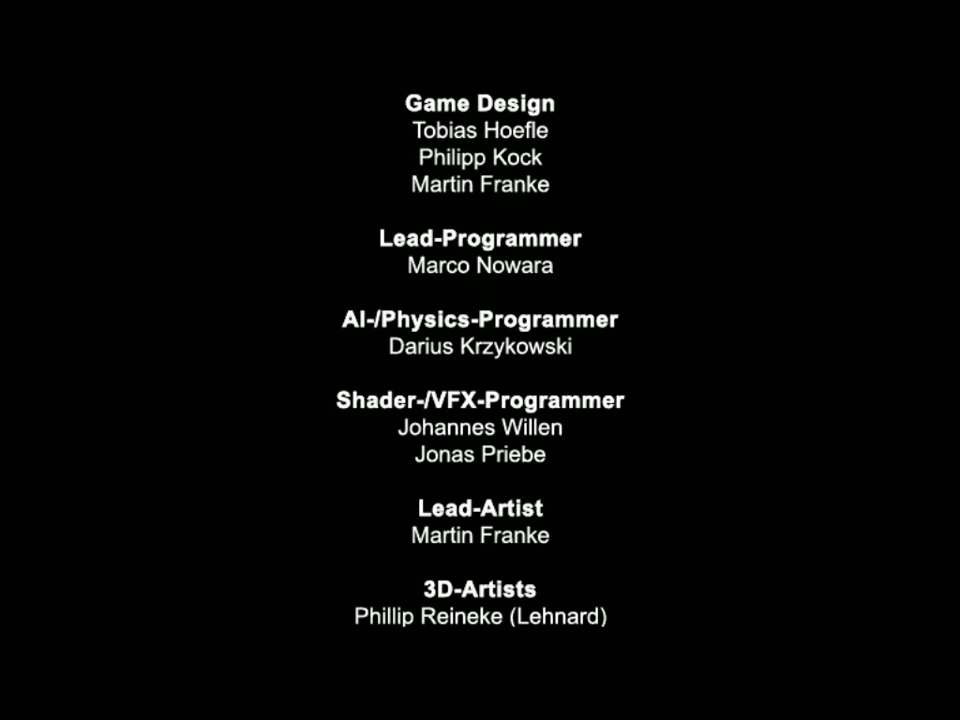 Game Design
Tobias Hoefle
Philipp Kock
Martin Franke
Lead-Programmer
Marco Nowara
AI-/Physics-Programmer
Darius Krzykowski
Shader-/VFX-Programmer
Johannes Willen
Jonas Priebe
Lead-Artist
Martin Franke
3D-Artists
Phillip Reineke (Lehnard)